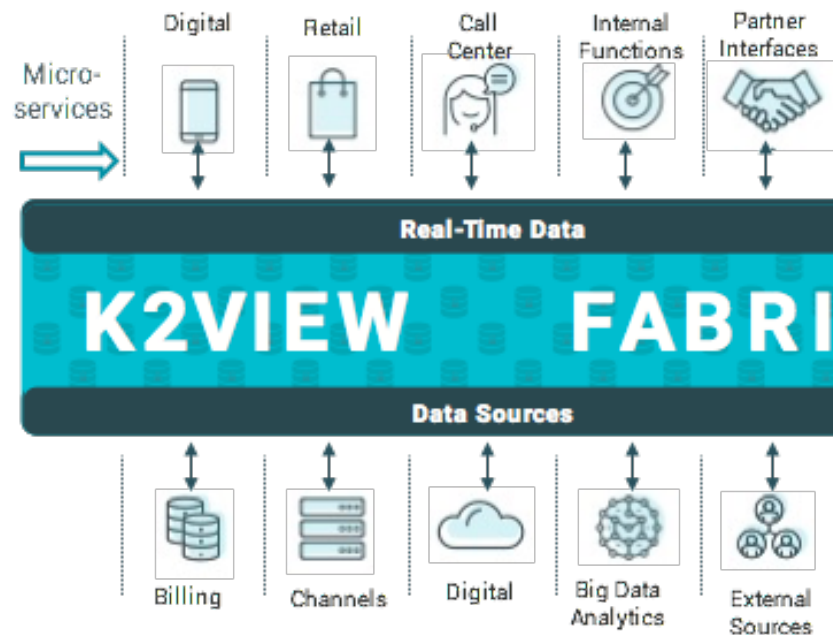 Digital
Retail
Call
Center
Internal
Functions
Partner
Interfaces
Micro-
services
Real-Time Data
K2VIEW FABRI
Data Sources
Billing
Channels
Digital
Big Data
Analytics
External
Sources